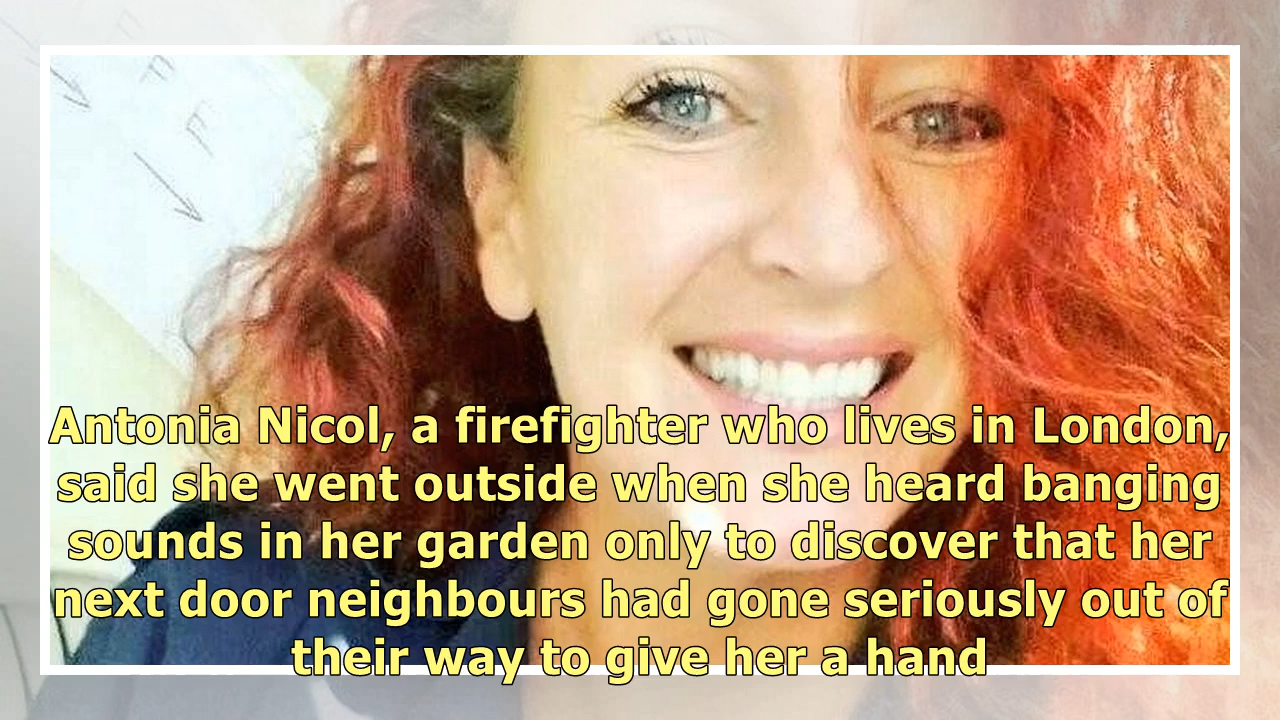 Antonia Nicol, a firefighter who lives in London,
said she went outside when she heard banging
sounds in her garden only to discover that her
next door neighbours had gone seriously out of
their way to give her a hand